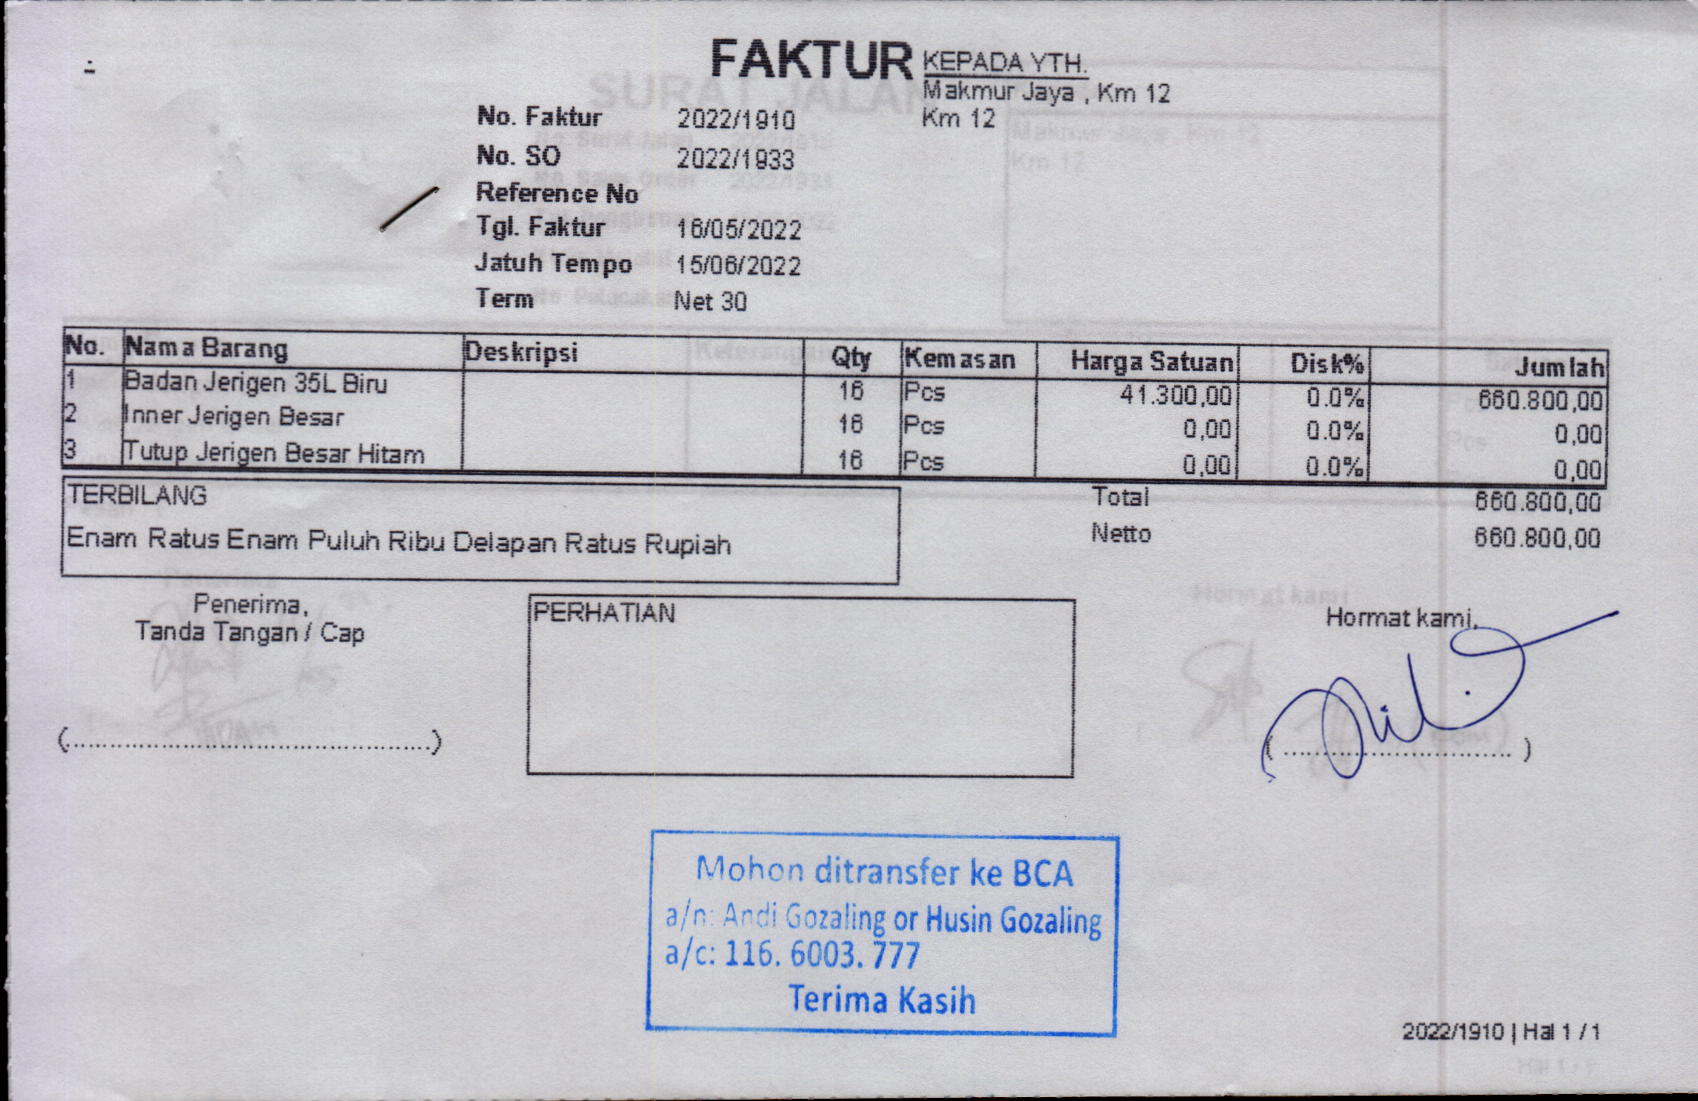 FAKTUR
KEPADA YTH.
Makmur Jaya , Km 12
Km 12
No. Faktur 2022/1910
No. SO 2022/1933
Reference No
Tgl. Faktur 16/05/2022
Jatuh Tempo 15/06/2022
Term Net 30
No. Nama Barang Deskripsi Qty Kemasan Harga Satuan Disk% Jumlah
1 Badan Jerigen 35L Biru 16 Pcs 41.300,00 0.0% 660.800,00
2 Inner Jerigen Besar 16 Pcs 0,00 0.0% 0,00
3 Tutup Jerigen Besar Hitam 16 Pcs 0,00 0.0% 0,00
TERBILANG
Enam Ratus Enam Puluh Ribu Delapan Ratus Rupiah
Total 660.800,00
Netto 660.800,00
Penerima,
Tanda Tangan / Cap
PERHATIAN
Hormat kami,
Mohon ditransfer ke BCA
a/n: Andi Gozaling or Husin Gozaling
a/c: 116. 6003. 777
Terima Kasih
2022/1910 | Hal 1 / 1